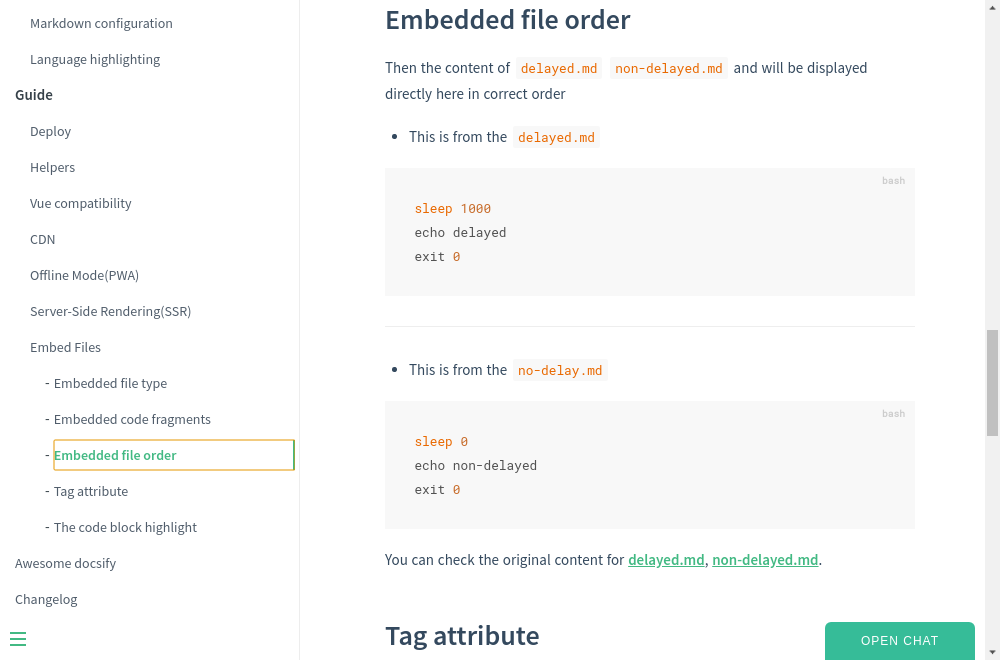 Markdown configuration
Language highlighting
Guide
Deploy
Helpers
Vue compatibility
CDN
Offline Mode(PWA)
Server-Side Rendering(SSR)
Embed Files
- Embedded file type
- Embedded code fragments
- Embedded file order
- Tag attribute
- The code block highlight
Awesome docsify
Changelog
Embedded file order
Then the content of delayed.md non-delayed.md and will be displayed
directly here in correct order
• This is from the delayed.md
bash
sleep 1000
echo delayed
exit 0
• This is from the no-delay.md
bash
sleep 0
echo non-delayed
exit 0
You can check the original content for delayed.md, non-delayed.md.
Tag attribute
OPEN CHAT